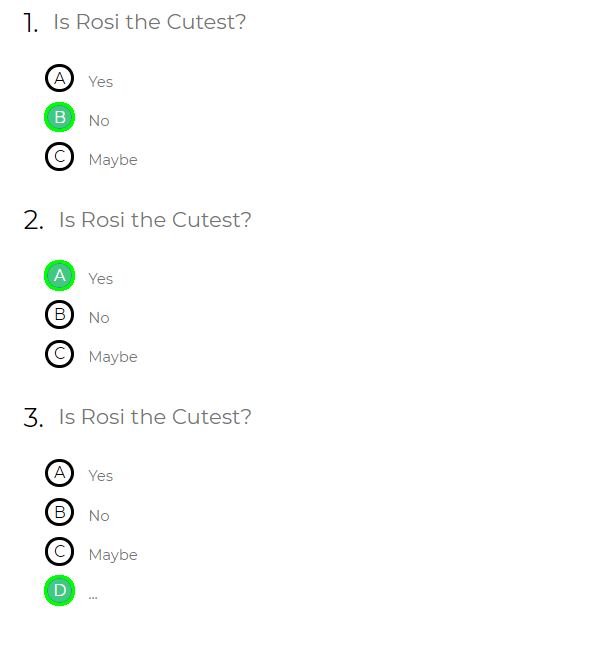 1. Is Rosi the Cutest?
A Yes
B No
C Maybe
2. Is Rosi the Cutest?
A Yes
B No
C Maybe
3. Is Rosi the Cutest?
A Yes
B No
C Maybe
D ...